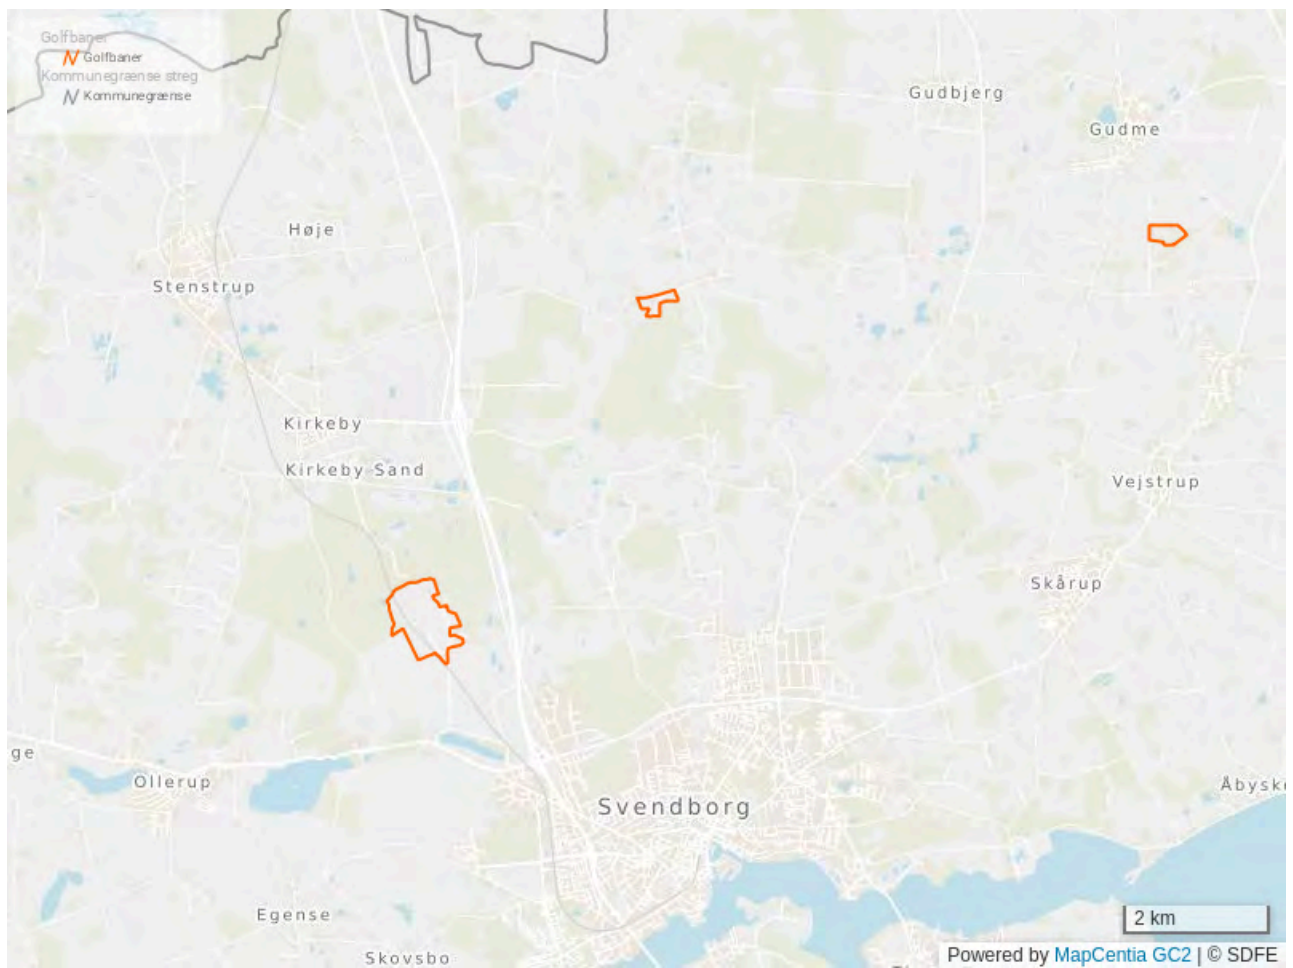 Golfbaner
Golfbaner
Kommunegrænse streg
Kommunegrænse
Gudbjerg
Gudme
Høje
Stenstrup
Kirkeby
Kirkeby Sand
Vejstrup
Skårup
ge
Ollerup
Svendborg
Åbysk
Egense
Skovsbo
2 km
Powered by MapCentia GC2 | © SDFE